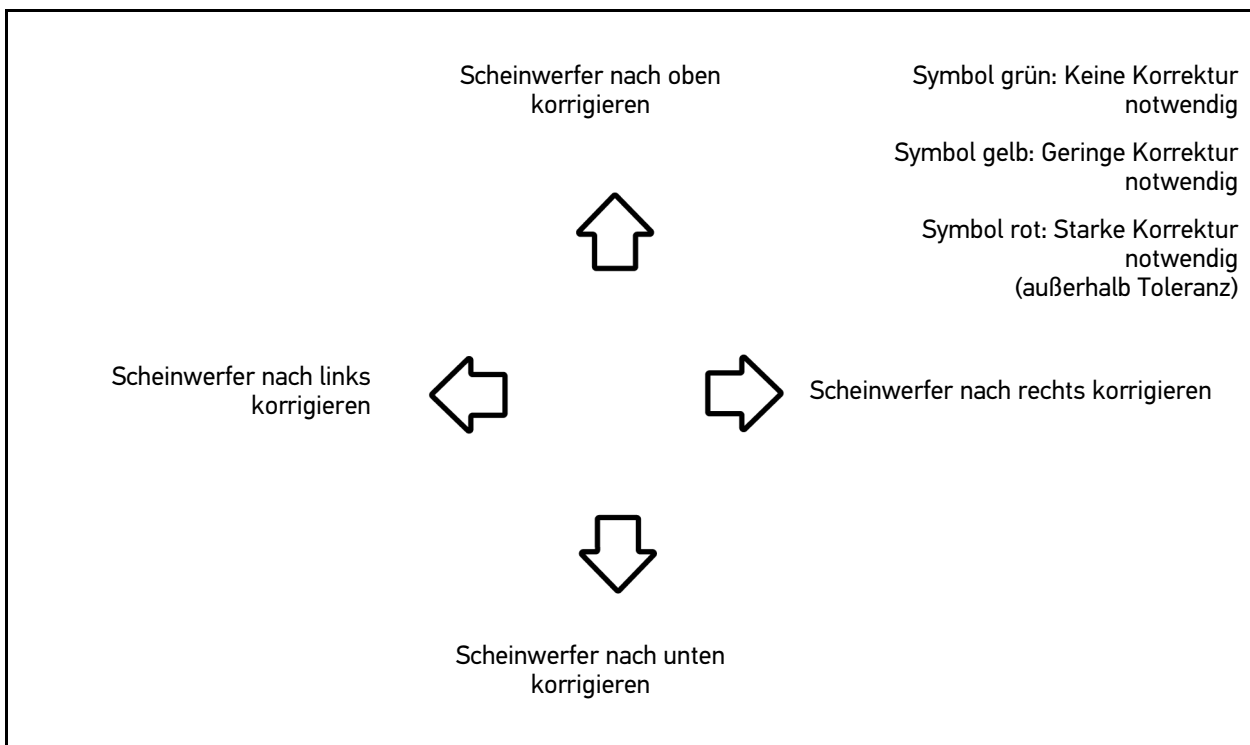 Scheinwerfer nach oben
korrigieren
Symbol grün: Keine Korrektur
notwendig
Symbol gelb: Geringe Korrektur
notwendig
Symbol rot: Starke Korrektur
notwendig
(außerhalb Toleranz)
Scheinwerfer nach links
korrigieren
Scheinwerfer nach rechts korrigieren
Scheinwerfer nach unten
korrigieren